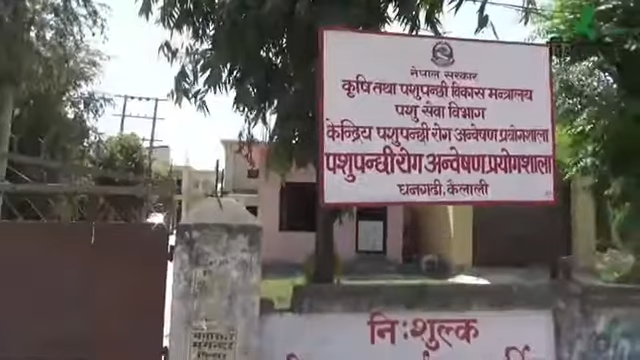 नेपाल सरकार
कृषि तथा पशुपन्छी विकास मन्त्रालय
पशु सेवा विभाग
केन्द्रिय पशुपन्छी रोग अन्वेषण प्रयोगशाला
पशुपन्छी रोग अन्वेषण प्रयोगशाला
धनगढी, कैलाली
नि:शुल्क